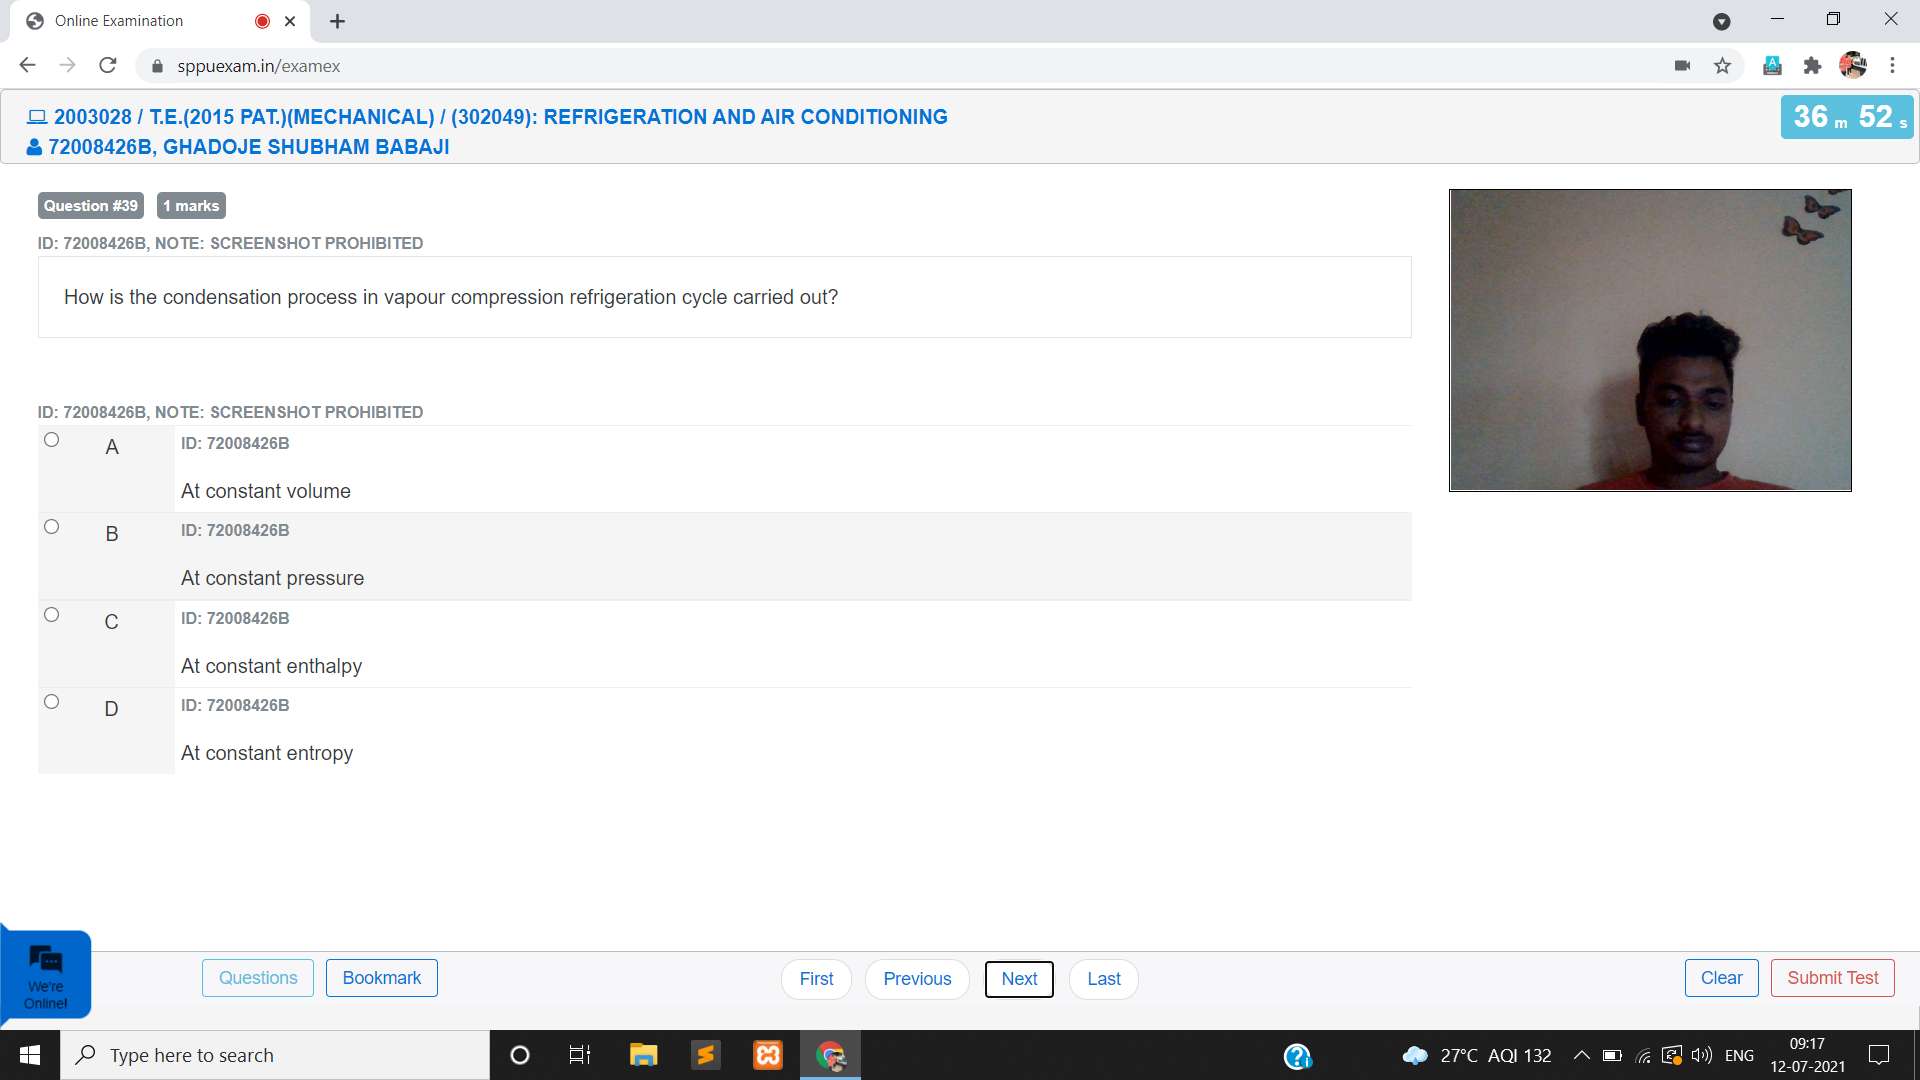 Online Examination
sppuexam.in/examex
2003028 / T.E.(2015 PAT.)(MECHANICAL) / (302049): REFRIGERATION AND AIR CONDITIONING
36 m 52 s
72008426B, GHADOJE SHUBHAM BABAJI
Question #39 1 marks
ID: 72008426B, NOTE: SCREENSHOT PROHIBITED
How is the condensation process in vapour compression refrigeration cycle carried out?
ID: 72008426B, NOTE: SCREENSHOT PROHIBITED
A
ID: 72008426B
At constant volume
B
ID: 72008426B
At constant pressure
C
ID: 72008426B
At constant enthalpy
D
ID: 72008426B
At constant entropy
We're
Online!
Questions Bookmark First Previous Next Last Clear Submit Test
Type here to search
27°C AQI 132
ENG
09:17
12-07-2021